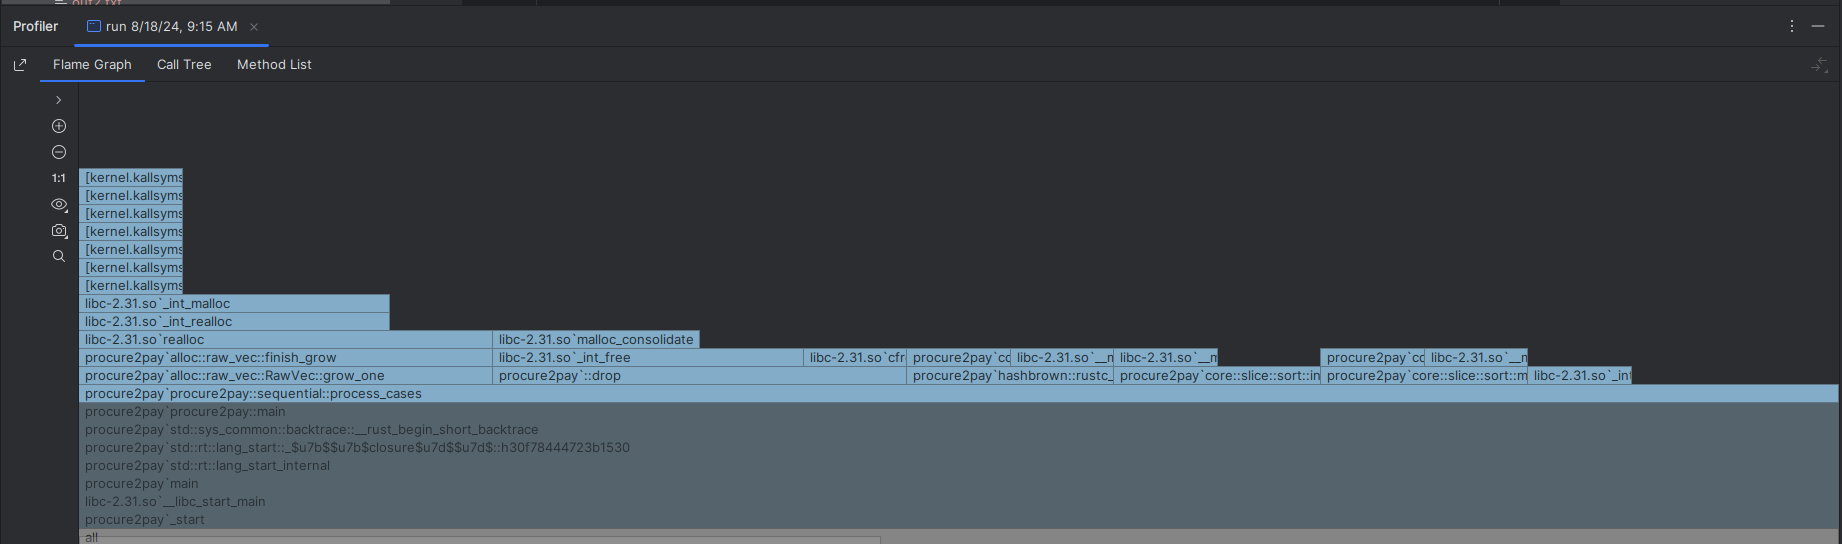 out2.txt
Profiler run 8/18/24, 9:15 AM ×
Flame Graph Call Tree Method List
1:1
[kernel.kallsyms
[kernel.kallsyms
[kernel.kallsyms
[kernel.kallsyms
[kernel.kallsyms
[kernel.kallsyms
[kernel.kallsyms
libc-2.31.so`_int_malloc
libc-2.31.so`_int_realloc
libc-2.31.so`realloc libc-2.31.so`malloc_consolidate
procure2pay`alloc::raw_vec::finish_grow libc-2.31.so`_int_free libc-2.31.so`cfr procure2pay`co libc-2.31.so`__m libc-2.31.so`__m procure2pay`co libc-2.31.so`__m
procure2pay`alloc::raw_vec::RawVec::grow_one procure2pay`::drop procure2pay`hashbrown::rustc_ procure2pay`core::slice::sort::in procure2pay`core::slice::sort::m libc-2.31.so`_int
procure2pay`procure2pay::sequential::process_cases
procure2pay`procure2pay::main
procure2pay`std::sys_common::backtrace::__rust_begin_short_backtrace
procure2pay`std::rt::lang_start::_$u7b$$u7b$closure$u7d$$u7d$::h30f78444723b1530
procure2pay`std::rt::lang_start_internal
procure2pay`main
libc-2.31.so`__libc_start_main
procure2pay`_start
all